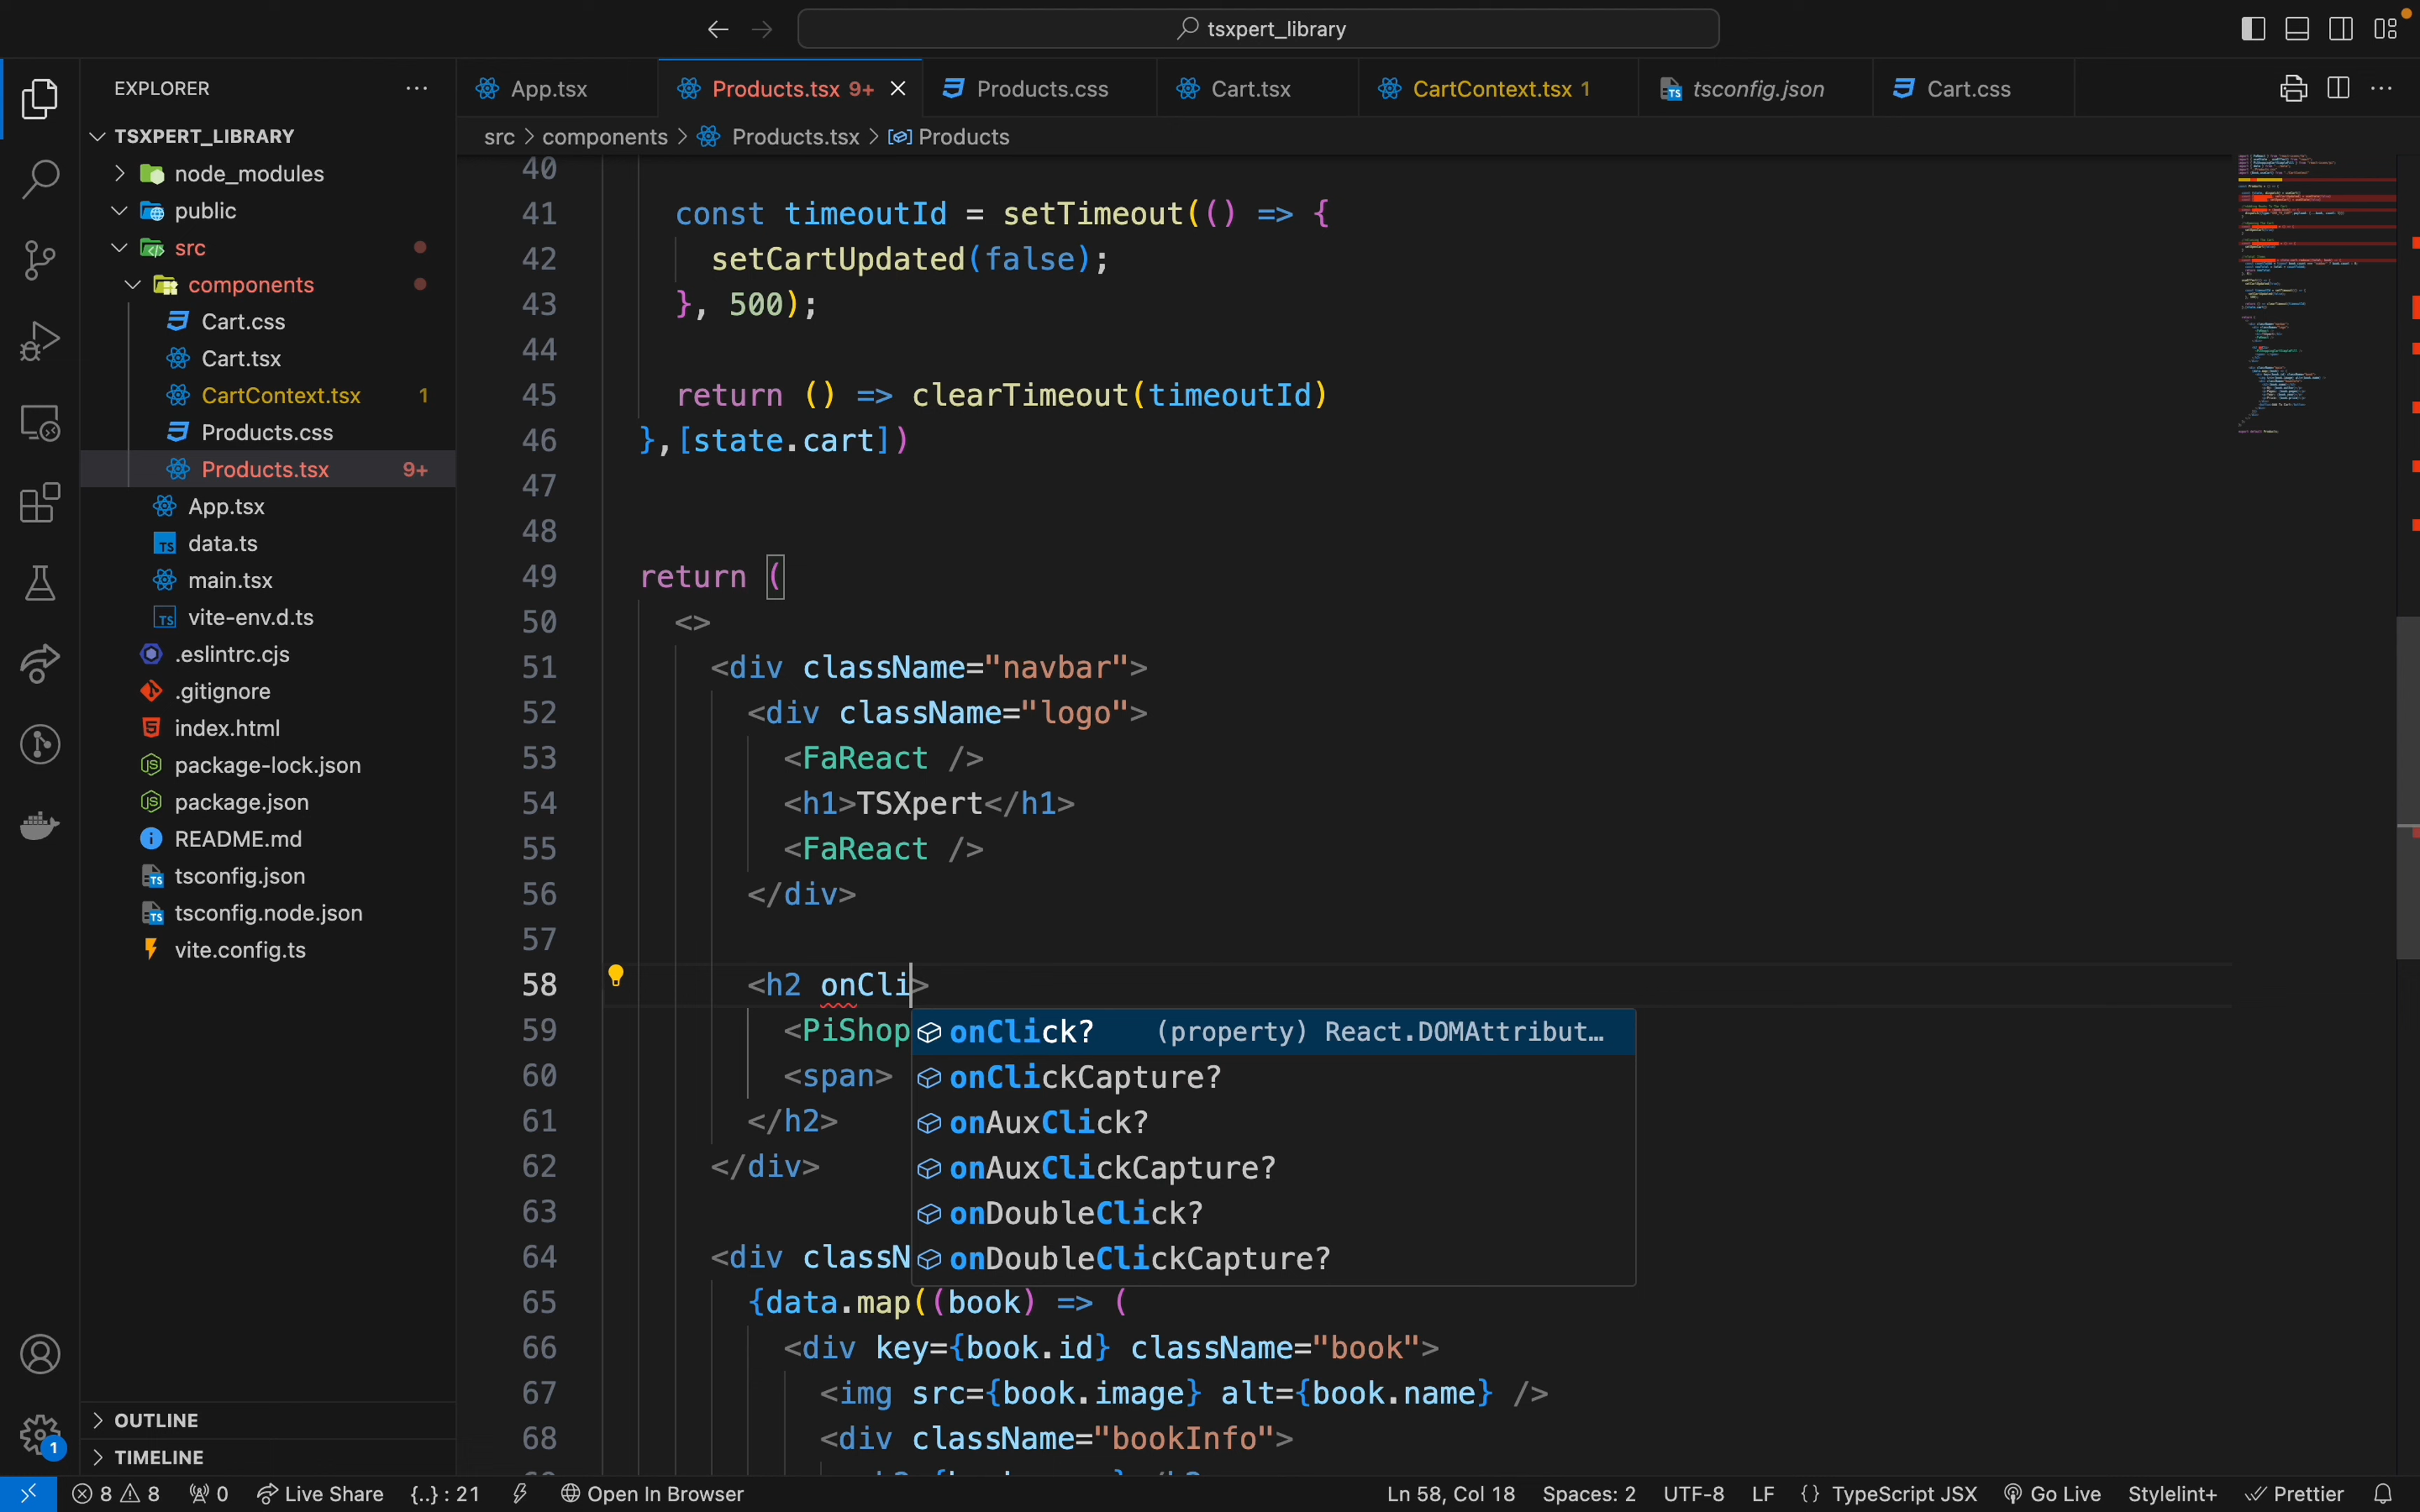 tsxpert_library
EXPLORER
App.tsx
Products.tsx 9+
Products.css
Cart.tsx
CartContext.tsx 1
tsconfig.json
Cart.css
src > components > Products.tsx > Products
TSXPERT_LIBRARY
node_modules
public
src
components
Cart.css
Cart.tsx
CartContext.tsx 1
Products.css
Products.tsx 9+
App.tsx
data.ts
main.tsx
vite-env.d.ts
.eslintrc.cjs
.gitignore
index.html
package-lock.json
package.json
README.md
tsconfig.json
tsconfig.node.json
vite.config.ts
OUTLINE
TIMELINE
1
40
41 const timeoutId = setTimeout(() => {
42 setCartUpdated(false);
43 }, 500);
44
45 return () => clearTimeout(timeoutId)
46 },[state.cart])
47
48
49 return (
50 <>
51 <div className="navbar">
52 <div className="logo">
53 <FaReact />
54 <h1>TSXpert</h1>
55 <FaReact />
56 </div>
57
58 <h2 onCli>
59 <PiShop
60 <span>
61 </h2>
62 </div>
63
64 <div classN
65 {data.map((book) => (
66 <div key={book.id} className="book">
67 <img src={book.image} alt={book.name} />
68 <div className="bookInfo">
onClick? (property) React.DOMAttribut…
onClickCapture?
onAuxClick?
onAuxClickCapture?
onDoubleClick?
onDoubleClickCapture?
8 8 0 Live Share {..} : 21 Open In Browser Ln 58, Col 18 Spaces: 2 UTF-8 LF {} TypeScript JSX Go Live Stylelint+ Prettier